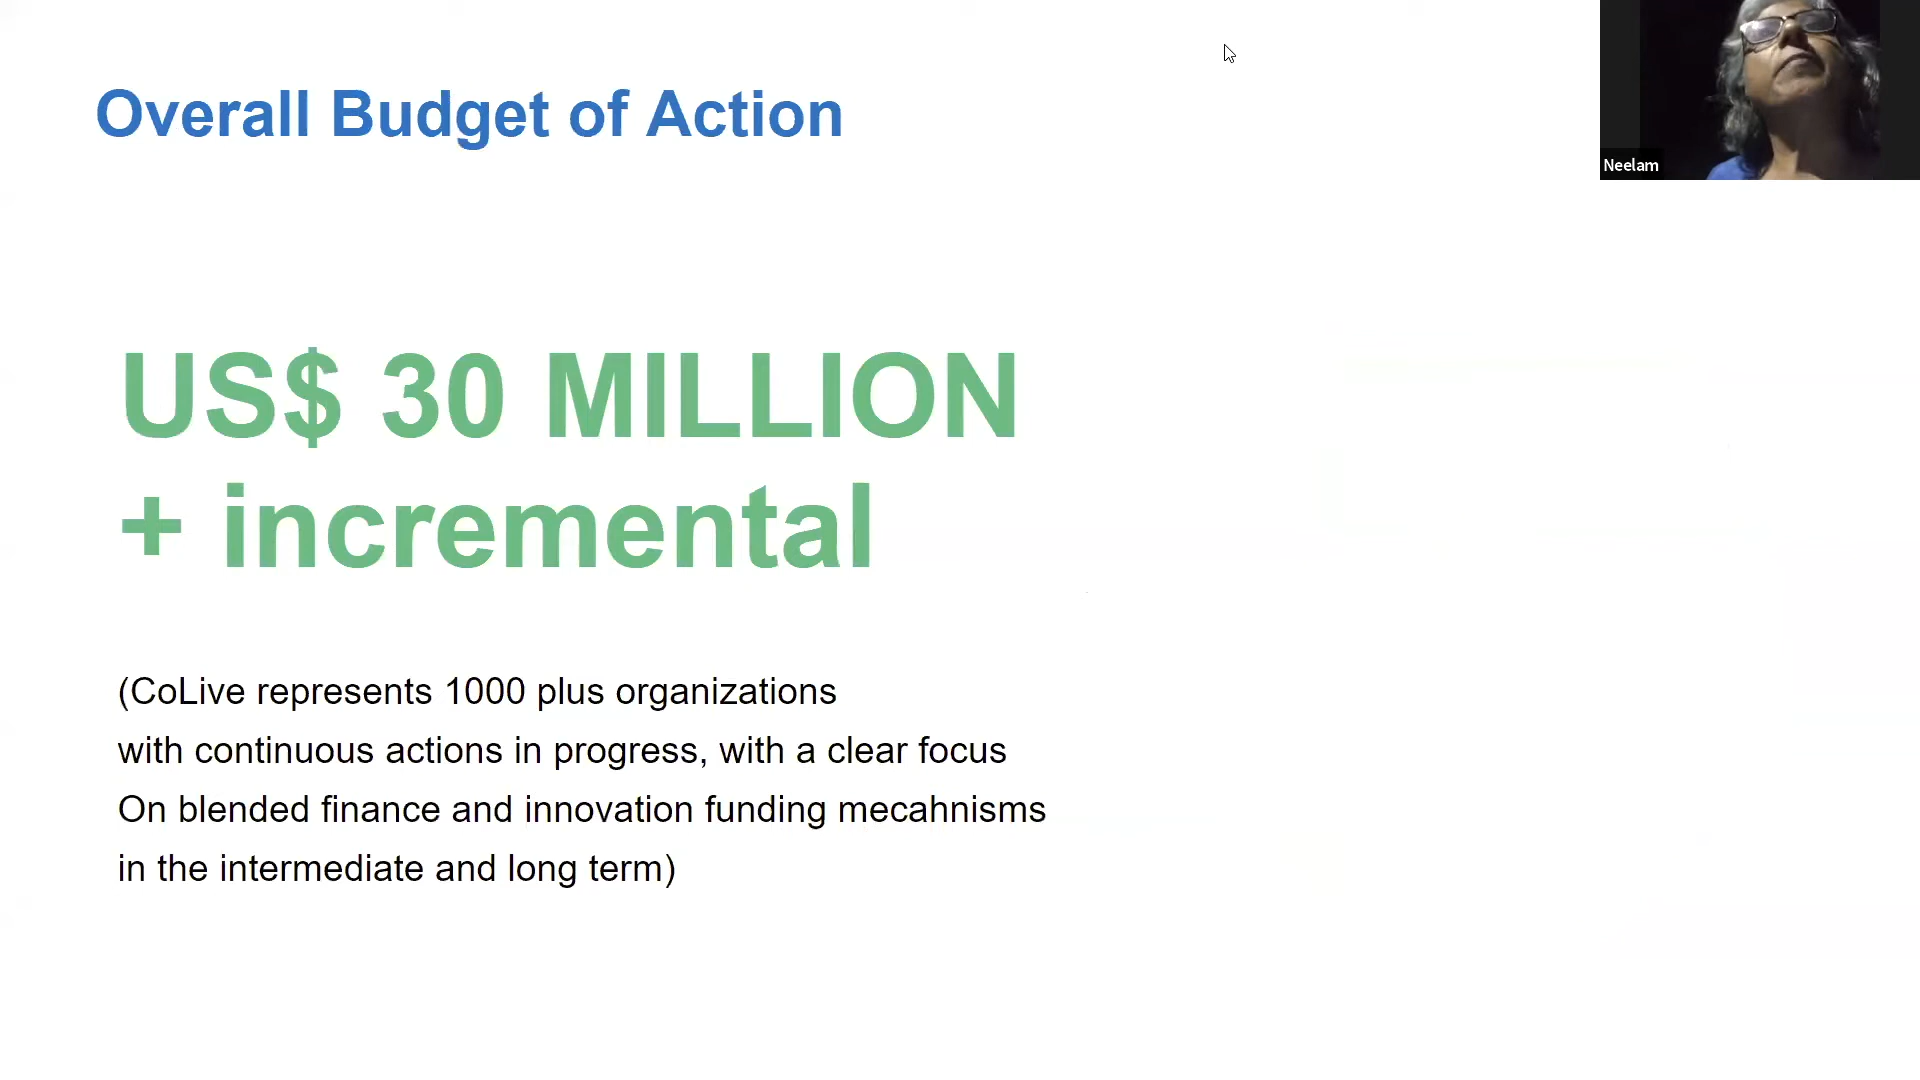 Overall Budget of Action
Neelam
US$ 30 MILLION
+ incremental
(CoLive represents 1000 plus organizations
with continuous actions in progress, with a clear focus
On blended finance and innovation funding mecahnisms
in the intermediate and long term)